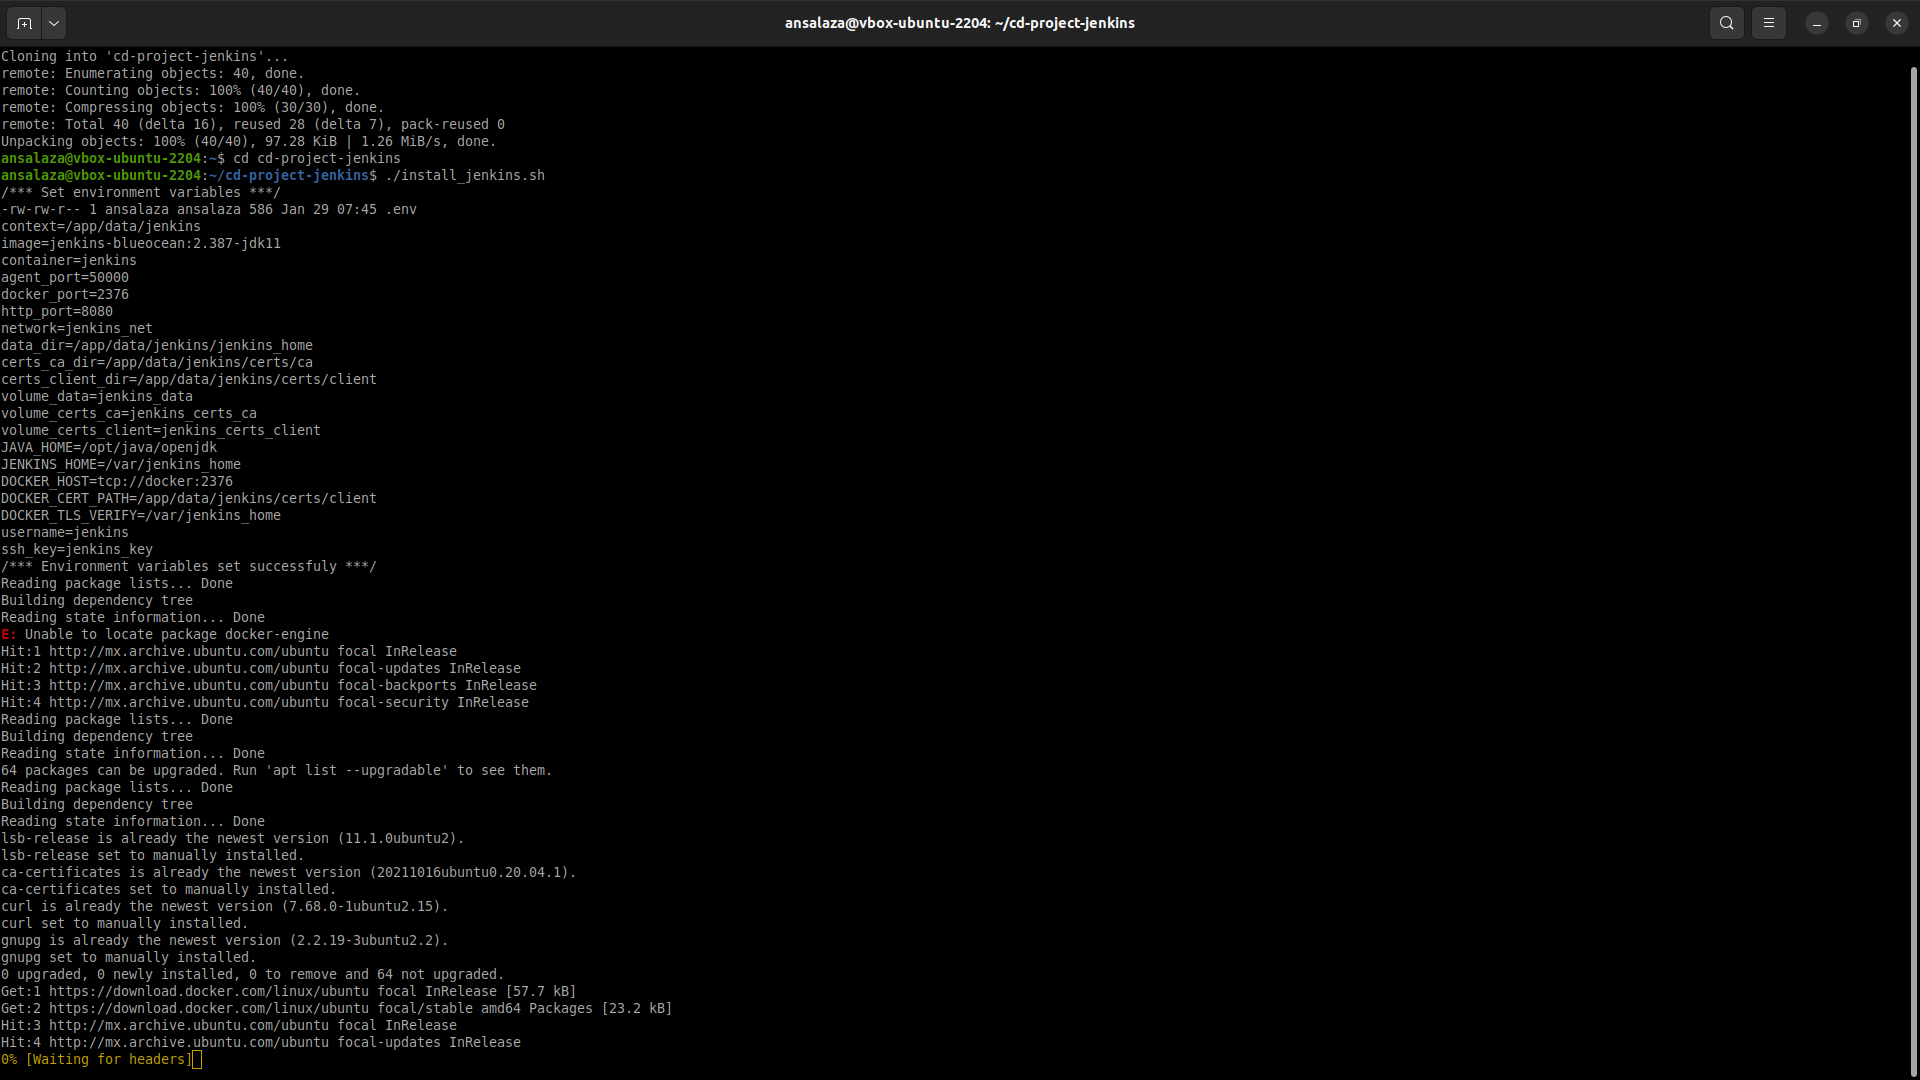 ansalaza@vbox-ubuntu-2204: ~/cd-project-jenkins
Cloning into 'cd-project-jenkins'...
remote: Enumerating objects: 40, done.
remote: Counting objects: 100% (40/40), done.
remote: Compressing objects: 100% (30/30), done.
remote: Total 40 (delta 16), reused 28 (delta 7), pack-reused 0
Unpacking objects: 100% (40/40), 97.28 KiB | 1.26 MiB/s, done.
ansalaza@vbox-ubuntu-2204:~$ cd cd-project-jenkins
ansalaza@vbox-ubuntu-2204:~/cd-project-jenkins$ ./install_jenkins.sh
/*** Set environment variables ***/
-rw-rw-r-- 1 ansalaza ansalaza 586 Jan 29 07:45 .env
context=/app/data/jenkins
image=jenkins-blueocean:2.387-jdk11
container=jenkins
agent_port=50000
docker_port=2376
http_port=8080
network=jenkins_net
data_dir=/app/data/jenkins/jenkins_home
certs_ca_dir=/app/data/jenkins/certs/ca
certs_client_dir=/app/data/jenkins/certs/client
volume_data=jenkins_data
volume_certs_ca=jenkins_certs_ca
volume_certs_client=jenkins_certs_client
JAVA_HOME=/opt/java/openjdk
JENKINS_HOME=/var/jenkins_home
DOCKER_HOST=tcp://docker:2376
DOCKER_CERT_PATH=/app/data/jenkins/certs/client
DOCKER_TLS_VERIFY=/var/jenkins_home
username=jenkins
ssh_key=jenkins_key
/*** Environment variables set successfuly ***/
Reading package lists... Done
Building dependency tree
Reading state information... Done
E: Unable to locate package docker-engine
Hit:1 http://mx.archive.ubuntu.com/ubuntu focal InRelease
Hit:2 http://mx.archive.ubuntu.com/ubuntu focal-updates InRelease
Hit:3 http://mx.archive.ubuntu.com/ubuntu focal-backports InRelease
Hit:4 http://mx.archive.ubuntu.com/ubuntu focal-security InRelease
Reading package lists... Done
Building dependency tree
Reading state information... Done
64 packages can be upgraded. Run 'apt list --upgradable' to see them.
Reading package lists... Done
Building dependency tree
Reading state information... Done
lsb-release is already the newest version (11.1.0ubuntu2).
lsb-release set to manually installed.
ca-certificates is already the newest version (20211016ubuntu0.20.04.1).
ca-certificates set to manually installed.
curl is already the newest version (7.68.0-1ubuntu2.15).
curl set to manually installed.
gnupg is already the newest version (2.2.19-3ubuntu2.2).
gnupg set to manually installed.
0 upgraded, 0 newly installed, 0 to remove and 64 not upgraded.
Get:1 https://download.docker.com/linux/ubuntu focal InRelease [57.7 kB]
Get:2 https://download.docker.com/linux/ubuntu focal/stable amd64 Packages [23.2 kB]
Hit:3 http://mx.archive.ubuntu.com/ubuntu focal InRelease
Hit:4 http://mx.archive.ubuntu.com/ubuntu focal-updates InRelease
0% [Waiting for headers]